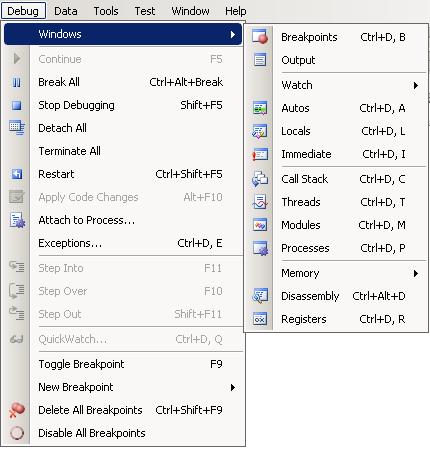 Debug Data Tools Test Window Help
Windows
Continue F5
Break All Ctrl+Alt+Break
Stop Debugging Shift+F5
Detach All
Terminate All
Restart Ctrl+Shift+F5
Apply Code Changes Alt+F10
Attach to Process...
Exceptions... Ctrl+D, E
Step Into F11
Step Over F10
Step Out Shift+F11
QuickWatch... Ctrl+D, Q
Toggle Breakpoint F9
New Breakpoint
Delete All Breakpoints Ctrl+Shift+F9
Disable All Breakpoints
Breakpoints Ctrl+D, B
Output
Watch
Autos Ctrl+D, A
Locals Ctrl+D, L
Immediate Ctrl+D, I
Call Stack Ctrl+D, C
Threads Ctrl+D, T
Modules Ctrl+D, M
Processes Ctrl+D, P
Memory
Disassembly Ctrl+Alt+D
Registers Ctrl+D, R